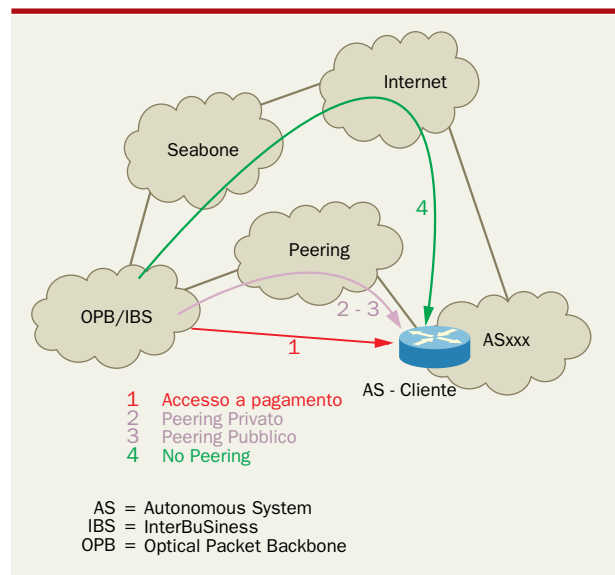 Internet
Seabone
4
Peering
OPB/IBS
2 - 3
ASxxx
1
AS - Cliente
1 Accesso a pagamento
2 Peering Privato
3 Peering Pubblico
4 No Peering
AS = Autonomous System
IBS = InterBuSiness
OPB = Optical Packet Backbone